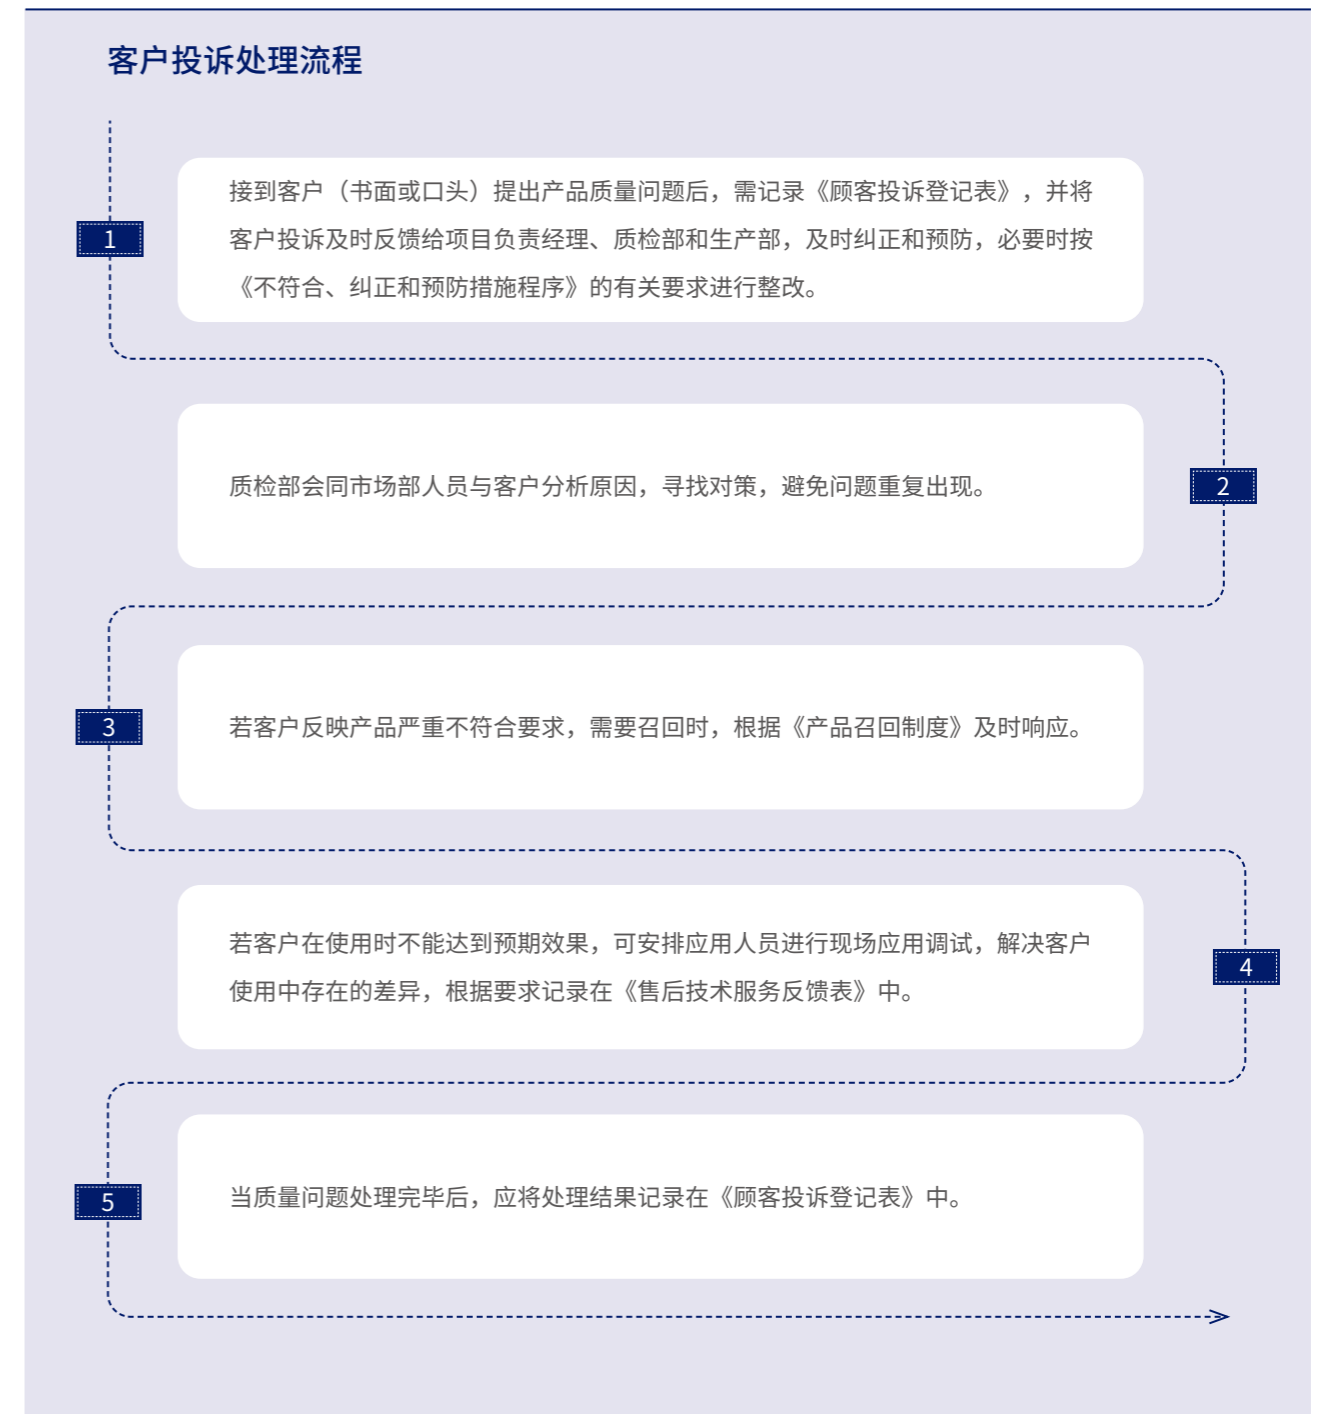 客户投诉处理流程
1
接到客户（书面或口头）提出产品质量问题后，需记录《顾客投诉登记表》，并将
客户投诉及时反馈给项目负责经理、质检部和生产部，及时纠正和预防，必要时按
《不符合、纠正和预防措施程序》的有关要求进行整改。
质检部会同市场部人员与客户分析原因，寻找对策，避免问题重复出现。
2
3
若客户反映产品严重不符合要求，需要召回时，根据《产品召回制度》及时响应。
若客户在使用时不能达到预期效果，可安排应用人员进行现场应用调试，解决客户
使用中存在的差异，根据要求记录在《售后技术服务反馈表》中。
4
5
当质量问题处理完毕后，应将处理结果记录在《顾客投诉登记表》中。